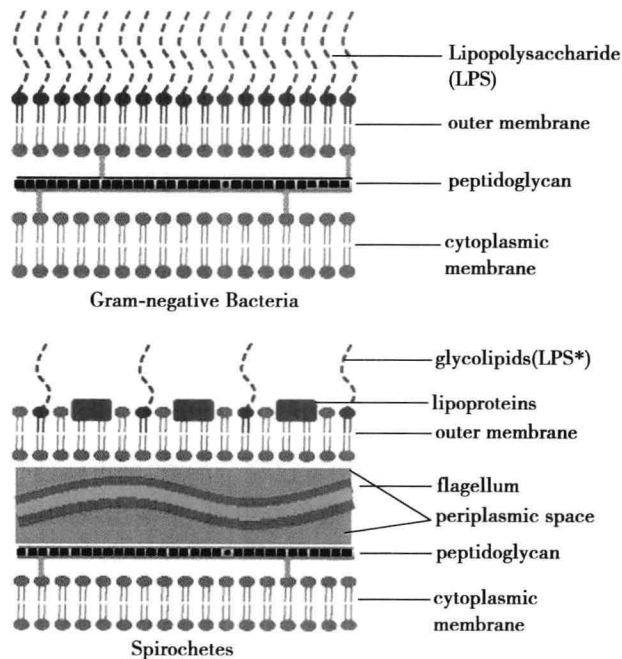 Lipopolysaccharide
(LPS)
outer membrane
peptidoglycan
cytoplasmic
membrane
Gram-negative Bacteria
glycolipids(LPS*)
lipoproteins
outer membrane
flagellum
periplasmic space
peptidoglycan
cytoplasmic
membrane
Spirochetes